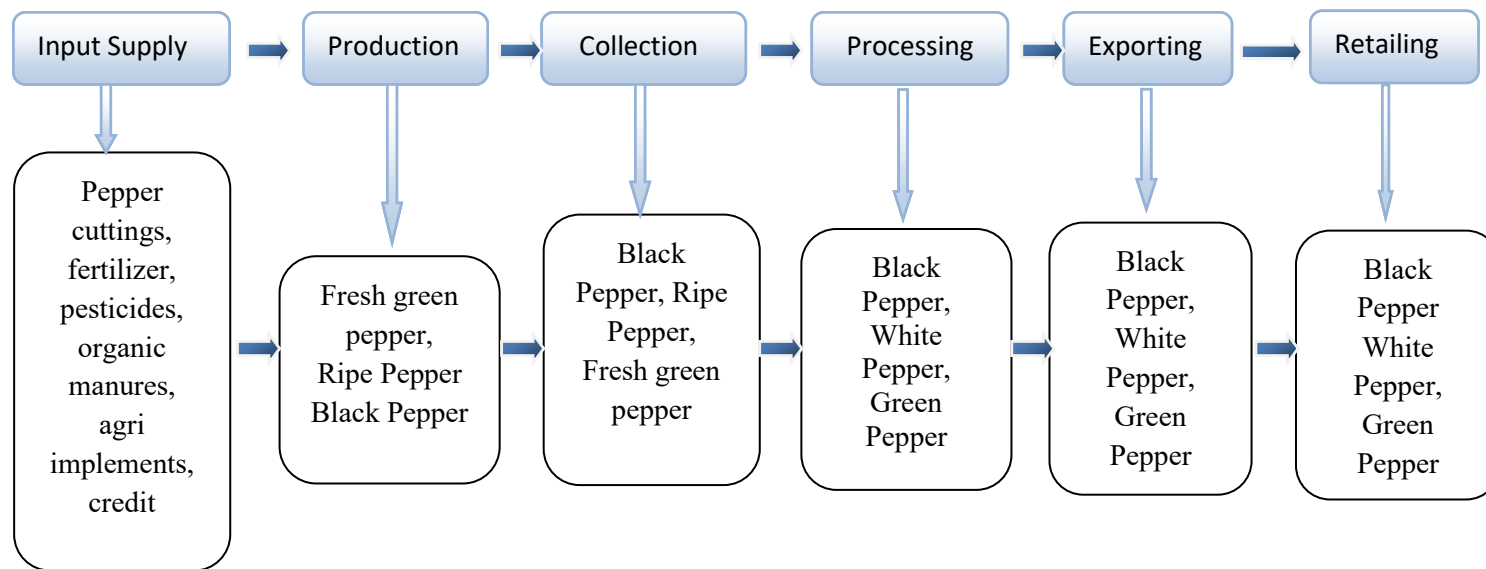 Input Supply
Production
Collection
Processing
Exporting
Retailing
Pepper
cuttings,
fertilizer,
pesticides,
organic
manures,
agri
implements,
credit
Fresh green
pepper,
Ripe Pepper
Black Pepper
Black
Pepper, Ripe
Pepper,
Fresh green
pepper
Black
Pepper,
White
Pepper,
Green
Pepper
Black
Pepper,
White
Pepper,
Green
Pepper
Black
Pepper
White
Pepper,
Green
Pepper